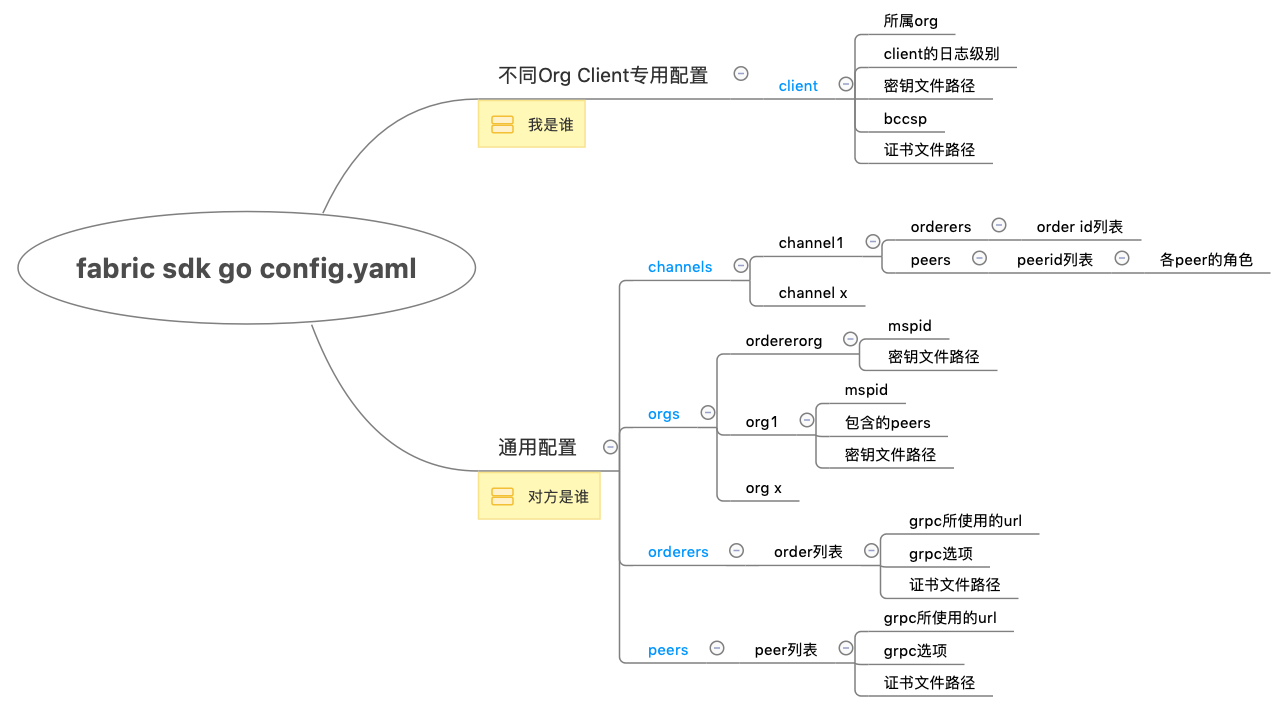 fabric sdk go config.yaml
不同Org Client专用配置
我是谁
client
所属org
client的日志级别
密钥文件路径
bccsp
证书文件路径
通用配置
对方是谁
channels
channel1
orderers
order id列表
peers
peerid列表
各peer的角色
channel x
orgs
ordererorg
mspid
密钥文件路径
org1
mspid
包含的peers
密钥文件路径
org x
orderers
order列表
grpc所使用的url
grpc选项
证书文件路径
peers
peer列表
grpc所使用的url
grpc选项
证书文件路径